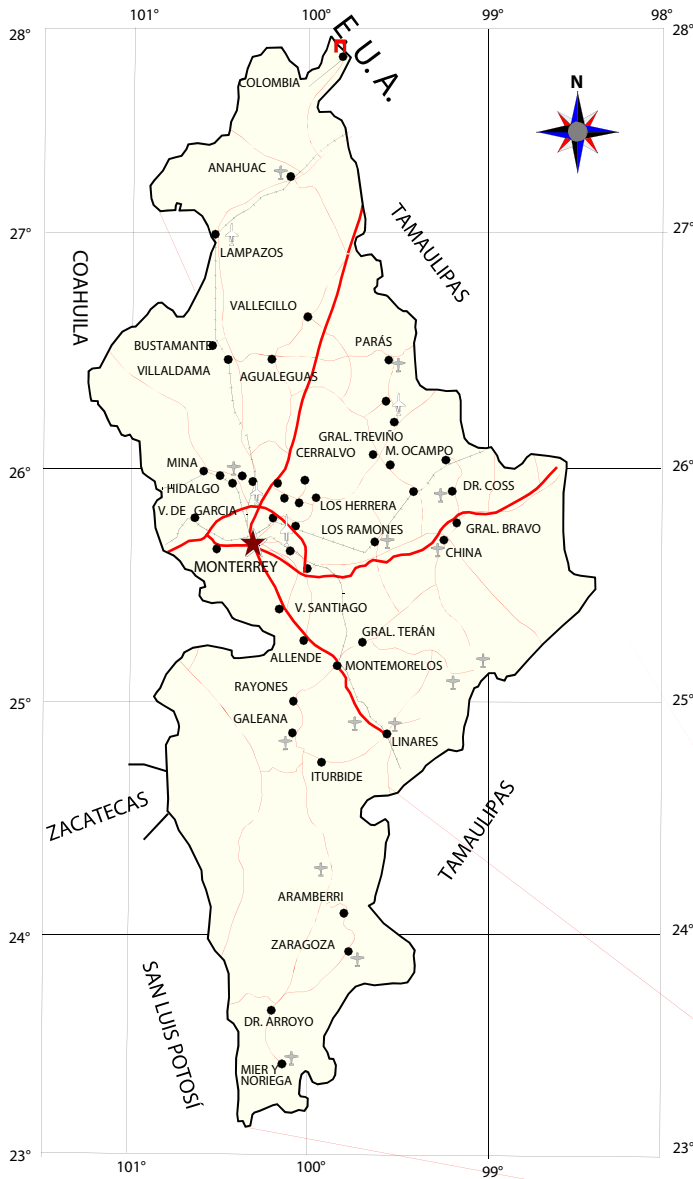 101°
100°
99°
98°
28°
28°
E. U. A.
COLOMBIA
N
ANAHUAC
27°
27°
TAMAULIPAS
LAMPAZOS
COAHUILA
VALLECILLO
BUSTAMANTE
PARÁS
VILLALDAMA
AGUALEGUAS
GRAL. TREVIÑO
CERRALVO
M. OCAMPO
MINA
26°
26°
HIDALGO
DR. COSS
V. DE GARCIA
LOS HERRERA
LOS RAMONES
GRAL. BRAVO
CHINA
MONTERREY
V. SANTIAGO
GRAL. TERÁN
ALLENDE
MONTEMORELOS
RAYONES
25°
25°
GALEANA
LINARES
ITURBIDE
ZACATECAS
TAMAULIPAS
ARAMBERRI
24°
24°
ZARAGOZA
SAN LUIS POTOSÍ
DR. ARROYO
MIER Y
NORIEGA
23°
23°
101°
100°
99°